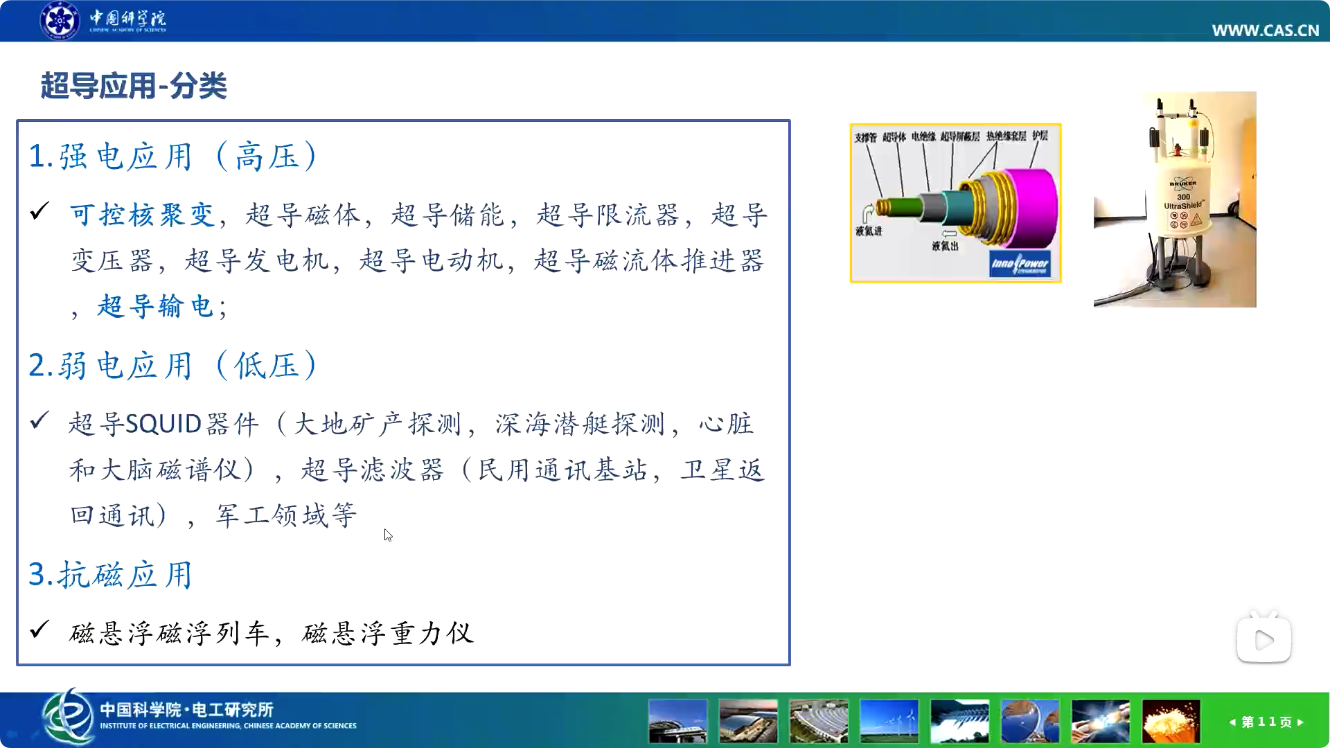 中国科学院
CHINESE ACADEMY OF SCIENCES
WWW.CAS.CN
超导应用-分类
1.强电应用（高压）
✓ 可控核聚变，超导磁体，超导储能，超导限流器，超导
变压器，超导发电机，超导电动机，超导磁流体推进器
，超导输电；
2.弱电应用（低压）
✓ 超导SQUID器件（大地矿产探测，深海潜艇探测，心脏
和大脑磁谱仪），超导滤波器（民用通讯基站，卫星返
回通讯），军工领域等
3.抗磁应用
✓ 磁悬浮磁浮列车，磁悬浮重力仪
支撑管 超导体 电绝缘 超导屏蔽层 热绝缘套层 护层
液氮进
液氮出
InnoPower
BRUKER
300
UltraShield™
中国科学院·电工研究所
INSTITUTE OF ELECTRICAL ENGINEERING, CHINESE ACADEMY OF SCIENCES
第11页